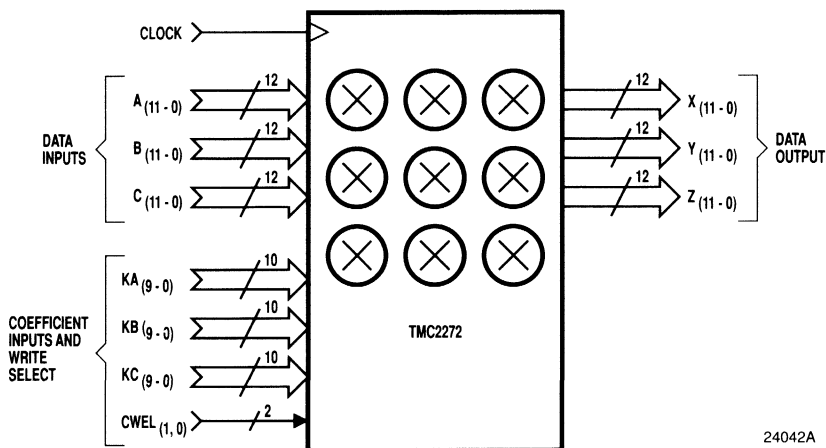 CLOCK
DATA
INPUTS
A (11 - 0)
12
B (11 - 0)
12
C (11 - 0)
12
12
X (11 - 0)
12
Y (11 - 0)
12
Z (11 - 0)
DATA
OUTPUT
COEFFICIENT
INPUTS AND
WRITE
SELECT
KA (9 - 0)
10
KB (9 - 0)
10
KC (9 - 0)
10
CWEL (1, 0)
2
TMC2272
24042A